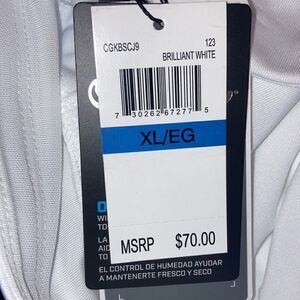 CGKBSCJ9 123
BRILLIANT WHITE
7 30262 67277 5
XL/EG
MSRP $70.00
EL CONTROL DE HUMEDAD AYUDAR
A MANTENERTE FRESCO Y SECO